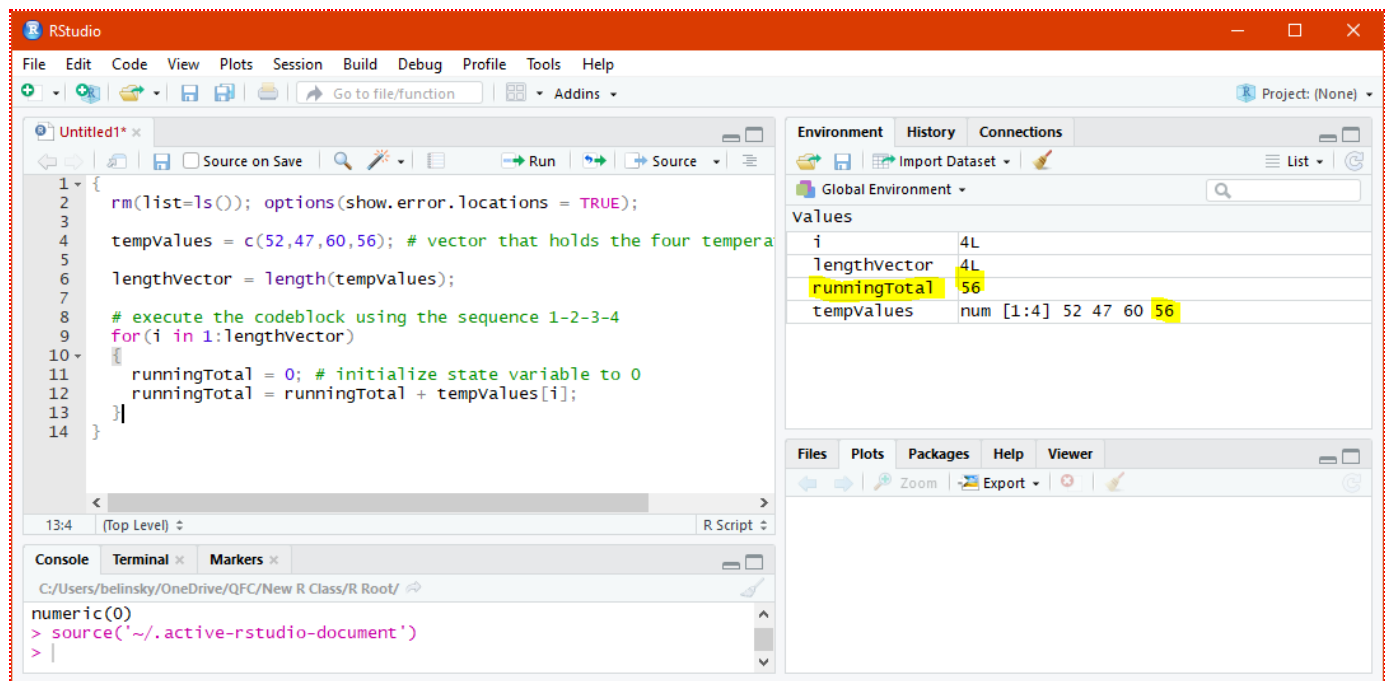 RStudio
File Edit Code View Plots Session Build Debug Profile Tools Help
Go to file/function Addins Project: (None)
Untitled1*
Source on Save Run Source
1 {
2 rm(list=ls()); options(show.error.locations = TRUE);
3
4 tempValues = c(52,47,60,56); # vector that holds the four tempera
5
6 lengthVector = length(tempValues);
7
8 # execute the codeblock using the sequence 1-2-3-4
9 for(i in 1:lengthVector)
10 {
11 runningTotal = 0; # initialize state variable to 0
12 runningTotal = runningTotal + tempValues[i];
13 }
14 }
13:4 (Top Level) R Script
Console Terminal Markers
C:/Users/belinsky/OneDrive/QFC/New R Class/R Root/
numeric(0)
> source('~/.active-rstudio-document')
>
Environment History Connections
Import Dataset List
Global Environment
Values
i 4L
lengthVector 4L
runningTotal 56
tempValues num [1:4] 52 47 60 56
Files Plots Packages Help Viewer
Zoom Export